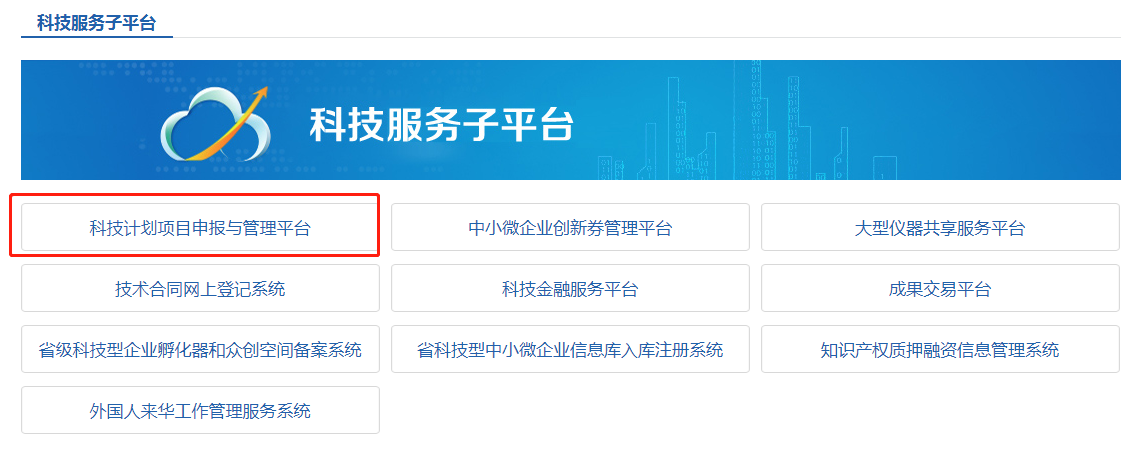 科技服务子平台
科技服务子平台
科技计划项目申报与管理平台
中小微企业创新券管理平台
大型仪器共享服务平台
技术合同网上登记系统
科技金融服务平台
成果交易平台
省级科技型企业孵化器和众创空间备案系统
省科技型中小微企业信息库入库注册系统
知识产权质押融资信息管理系统
外国人来华工作管理服务系统